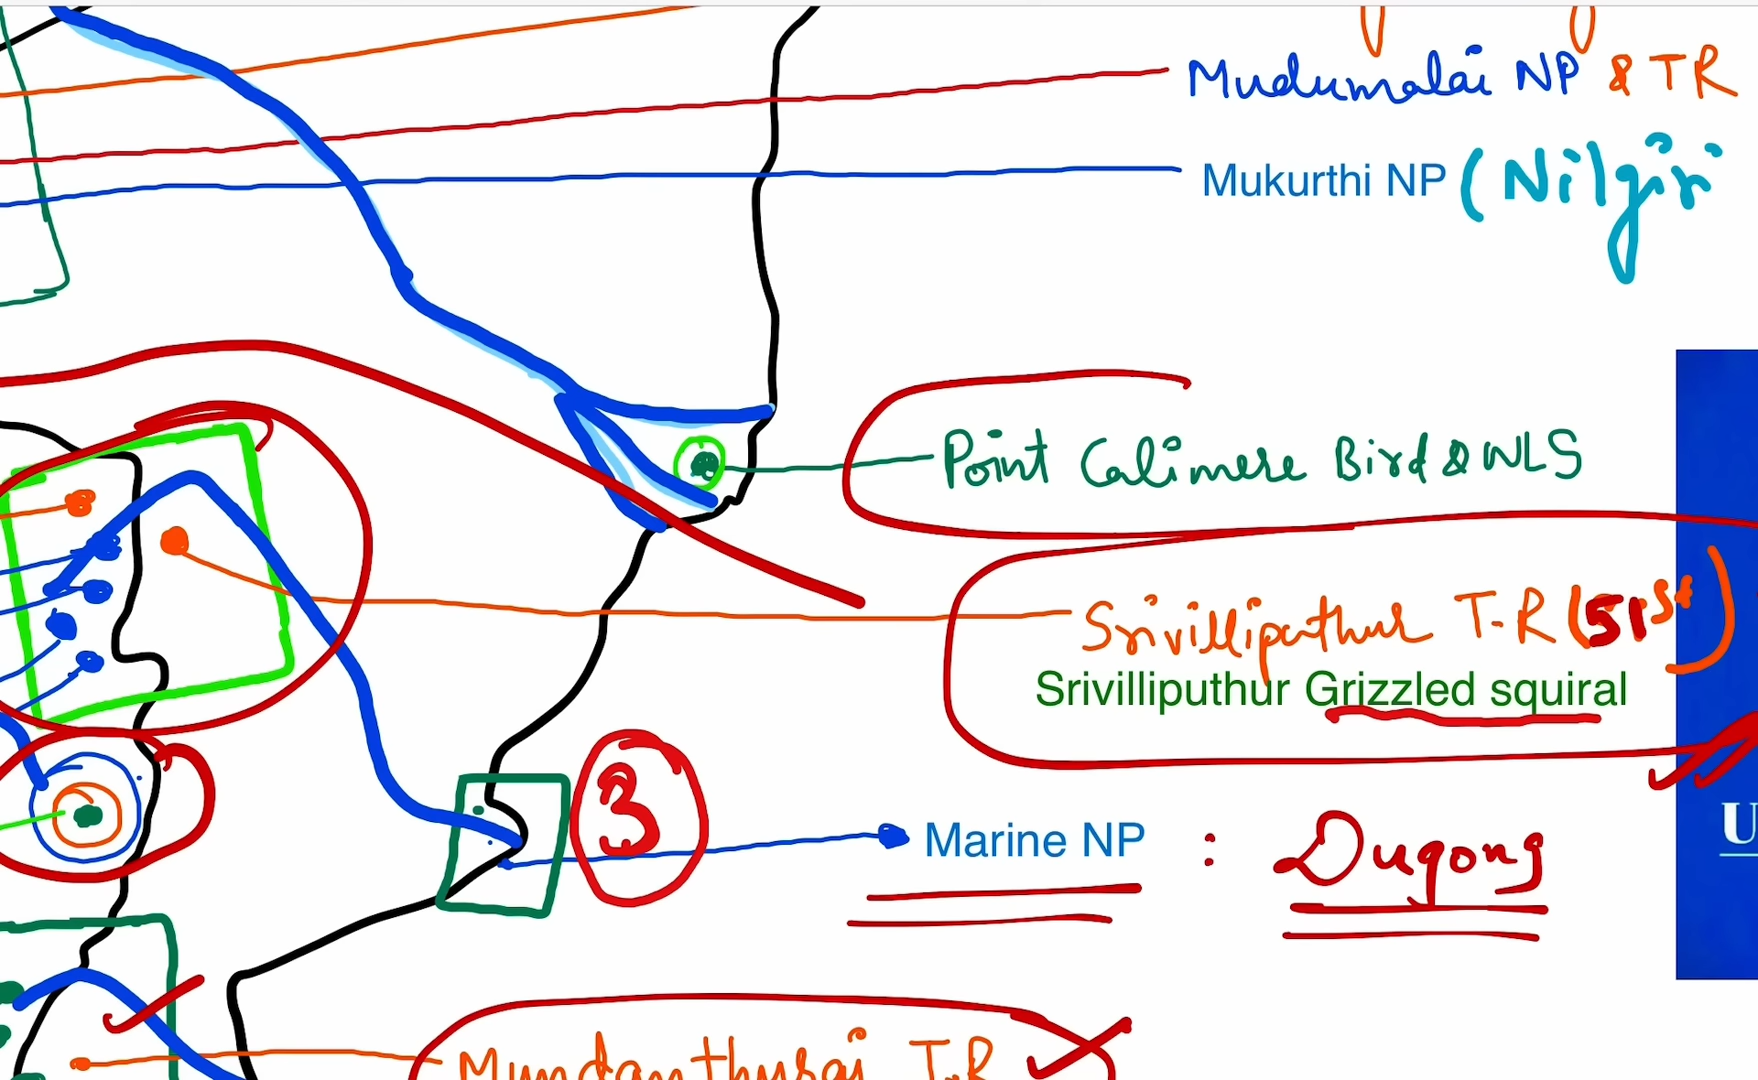 Mudumalai NP & TR
Mukurthi NP (Nilgiri
Point Calimere Bird & WLS
Srivilliputhur T-R (51st)
Srivilliputhur Grizzled squiral
3
Marine NP : Dugong
U
Mundanthurai T.R